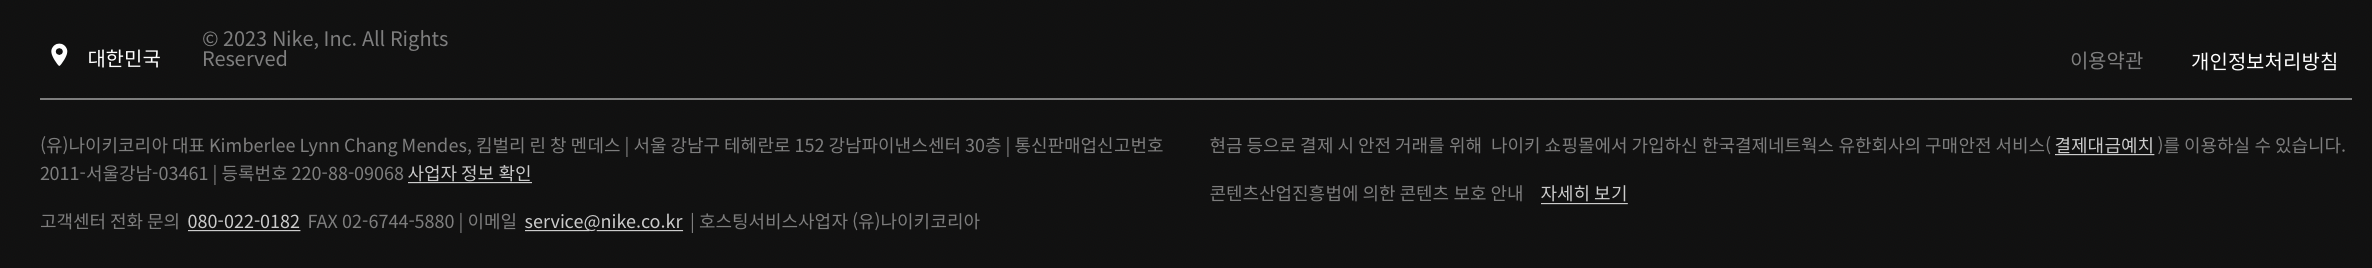 대한민국
© 2023 Nike, Inc. All Rights
Reserved
이용약관
개인정보처리방침
(유)나이키코리아 대표 Kimberlee Lynn Chang Mendes, 킴벌리 린 창 멘데스 | 서울 강남구 테헤란로 152 강남파이낸스센터 30층 | 통신판매업신고번호
2011-서울강남-03461 | 등록번호 220-88-09068 사업자 정보 확인
고객센터 전화 문의 080-022-0182 FAX 02-6744-5880 | 이메일 service@nike.co.kr | 호스팅서비스사업자 (유)나이키코리아
현금 등으로 결제 시 안전 거래를 위해 나이키 쇼핑몰에서 가입하신 한국결제네트웍스 유한회사의 구매안전 서비스( 결제대금예치 )를 이용하실 수 있습니다.
콘텐츠산업진흥법에 의한 콘텐츠 보호 안내 자세히 보기